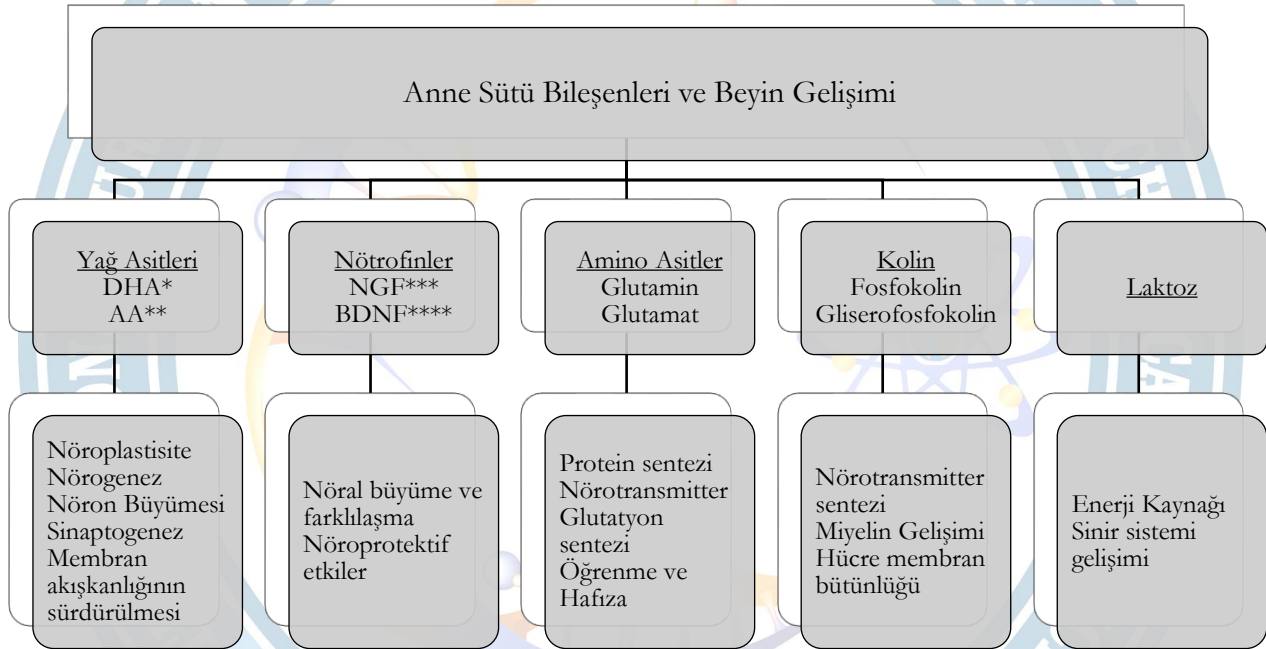 Anne Sütü Bileşenleri ve Beyin Gelişimi
Yağ Asitleri
DHA*
AA**
Nötrofinler
NGF***
BDNF****
Amino Asitler
Glutamin
Glutamat
Kolin
Fosfokolin
Gliserofosfokolin
Laktoz
Nöroplastisite
Nörogenez
Nöron Büyümesi
Sinaptogenez
Membran
akışkanlığının
sürdürülmesi
Nöral büyüme ve
farklılaşma
Nöroprotektif
etkiler
Protein sentezi
Nörotransmitter
Glutatyon
sentezi
Öğrenme ve
Hafıza
Nörotransmitter
sentezi
Miyelin Gelişimi
Hücre membran
bütünlüğü
Enerji Kaynağı
Sinir sistemi
gelişimi